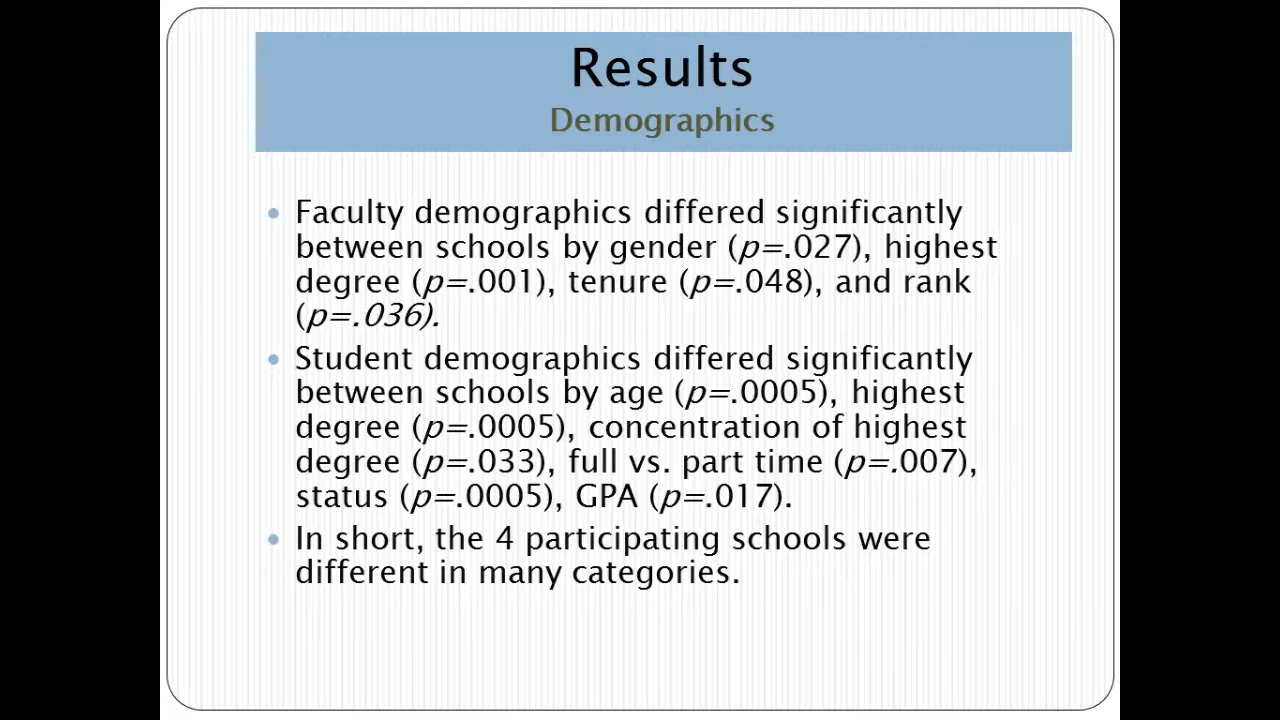 Results
Demographics
• Faculty demographics differed significantly
between schools by gender (p=.027), highest
degree (p=.001), tenure (p=.048), and rank
(p=.036).
• Student demographics differed significantly
between schools by age (p=.0005), highest
degree (p=.0005), concentration of highest
degree (p=.033), full vs. part time (p=.007),
status (p=.0005), GPA (p=.017).
• In short, the 4 participating schools were
different in many categories.